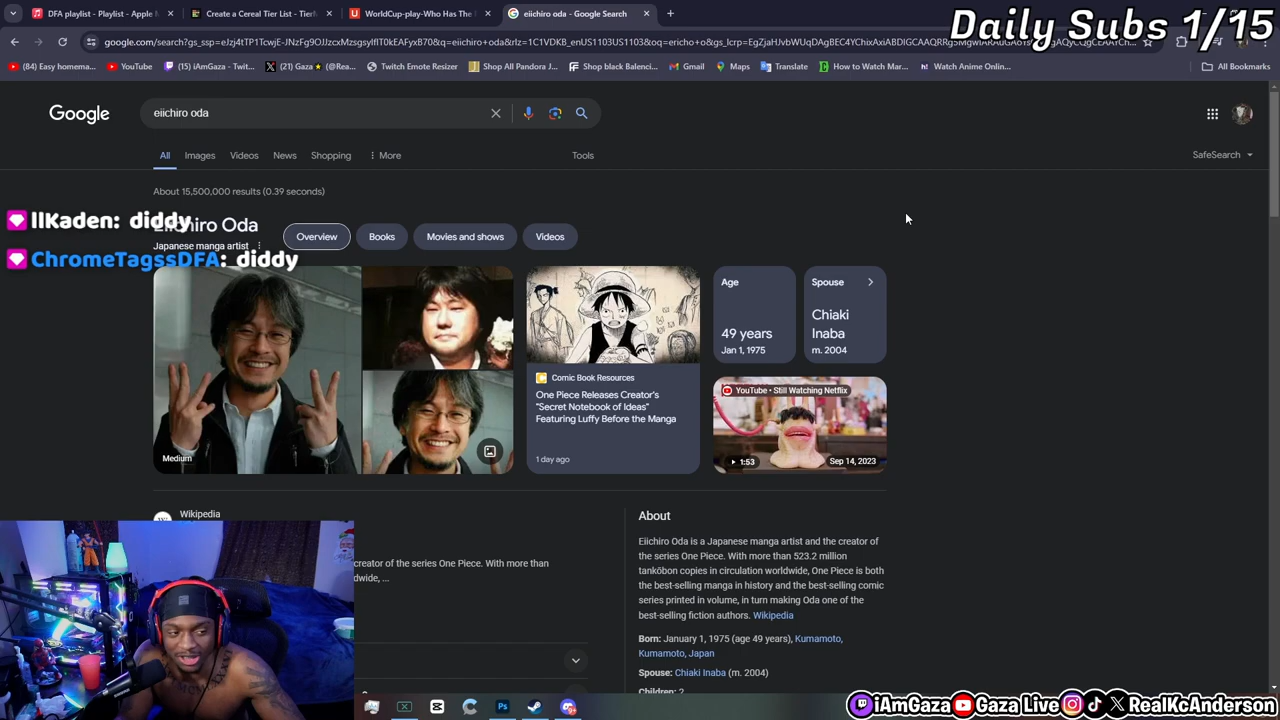 DFA playlist - Playlist - Apple M
Create a Cereal Tier List - TierM
WorldCup-play-Who Has The
eiichiro oda - Google Search
Daily Subs 1/15
(84) Easy homema...
YouTube
(15) iAmGaza - Twit...
(21) Gaza
(@Rea...
Twitch Emote Resizer
Shop All Pandora J...
Shop black Balenci...
Gmail
Maps
Translate
How to Watch Mar...
Watch Anime Onlin...
All Bookmarks
Google
eiichiro oda
All
Images
Videos
News
Shopping
More
Tools
SafeSearch
About 15,500,000 results (0.39 seconds)
llKaden: diddy
Eiichiro Oda
Japanese manga artist
Overview
Books
Movies and shows
Videos
ChromeTagssDFA: diddy
Medium
Comic Book Resources
One Piece Releases Creator's
"Secret Notebook of Ideas"
Featuring Luffy Before the Manga
1 day ago
Age
49 years
Jan 1, 1975
Spouse
Chiaki
Inaba
m. 2004
YouTube • Still Watching Netflix
1:53
Sep 14, 2023
Wikipedia
creator of the series One Piece. With more than
dwide, ...
About
Eiichiro Oda is a Japanese manga artist and the creator of
the series One Piece. With more than 523.2 million
tankōbon copies in circulation worldwide, One Piece is both
the best-selling manga in history and the best-selling comic
series printed in volume, in turn making Oda one of the
best-selling fiction authors. Wikipedia
Born: January 1, 1975 (age 49 years), Kumamoto,
Kumamoto, Japan
Spouse: Chiaki Inaba (m. 2004)
Children: 2
iAmGaza
Gaza Live
RealKcAnderson